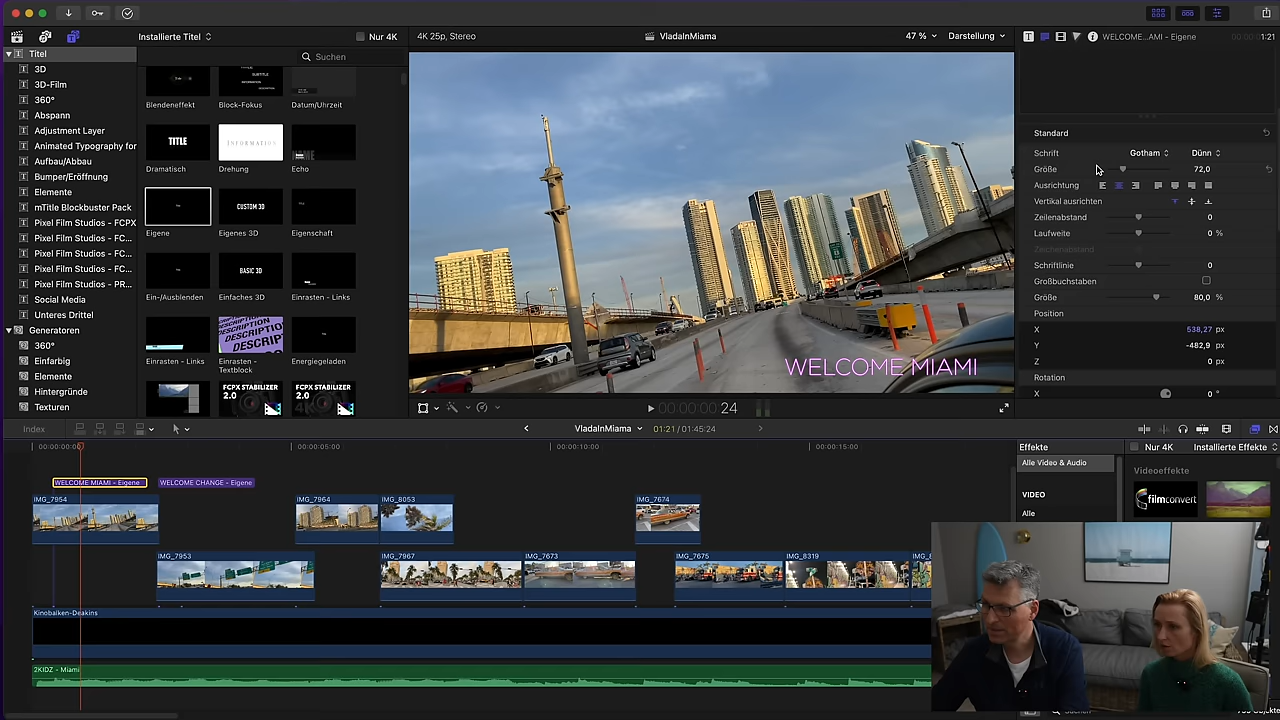 Installierte Titel
Nur 4K
4K 25p, Stereo
VladaInMiama
47 %
Darstellung
WELCOME...AMI - Eigene
1:21
Titel
3D
3D-Film
360°
Abspann
Adjustment Layer
Animated Typography for
Aufbau/Abbau
Bumper/Eröffnung
Elemente
mTitle Blockbuster Pack
Pixel Film Studios - FCPX
Pixel Film Studios - FC...
Pixel Film Studios - FC...
Pixel Film Studios - FC...
Pixel Film Studios - PR...
Social Media
Unteres Drittel
Generatoren
360°
Einfarbig
Elemente
Hintergründe
Texturen
Suchen
Blendeneffekt
Block-Fokus
Datum/Uhrzeit
TITLE
INFORMATION
Dramatisch
Drehung
Echo
CUSTOM 3D
Eigene
Eigenes 3D
Eigenschaft
BASIC 3D
Ein-/Ausblenden
Einfaches 3D
Einrasten - Links
Einrasten - Links
Einrasten - Textblock
Energiegeladen
FCPX STABILIZER 2.0
FCPX STABILIZER 2.0
WELCOME MIAMI
00:00:00:24
Standard
Schrift
Gotham
Dünn
Größe
72,0
Ausrichtung
Vertikal ausrichten
Zeilenabstand
0
Laufweite
0 %
Zeichenabstand
Schriftlinie
0
Großbuchstaben
Größe
80,0 %
Position
X
538,27 px
Y
-482,9 px
Z
0 px
Rotation
X
0 °
Index
VladaInMiama
01:21 / 01:45:24
00:00:00:00
00:00:05:00
00:00:10:00
00:00:15:00
WELCOME MIAMI - Eigene
WELCOME CHANGE - Eigene
IMG_7954
IMG_7964
IMG_8053
IMG_7674
IMG_7953
IMG_7967
IMG_7673
IMG_7675
IMG_8319
Kinobalken-Deakins
2KIDZ - Miami
Effekte
Nur 4K
Installierte Effekte
Alle Video & Audio
VIDEO
Alle
Videoeffekte
filmconvert